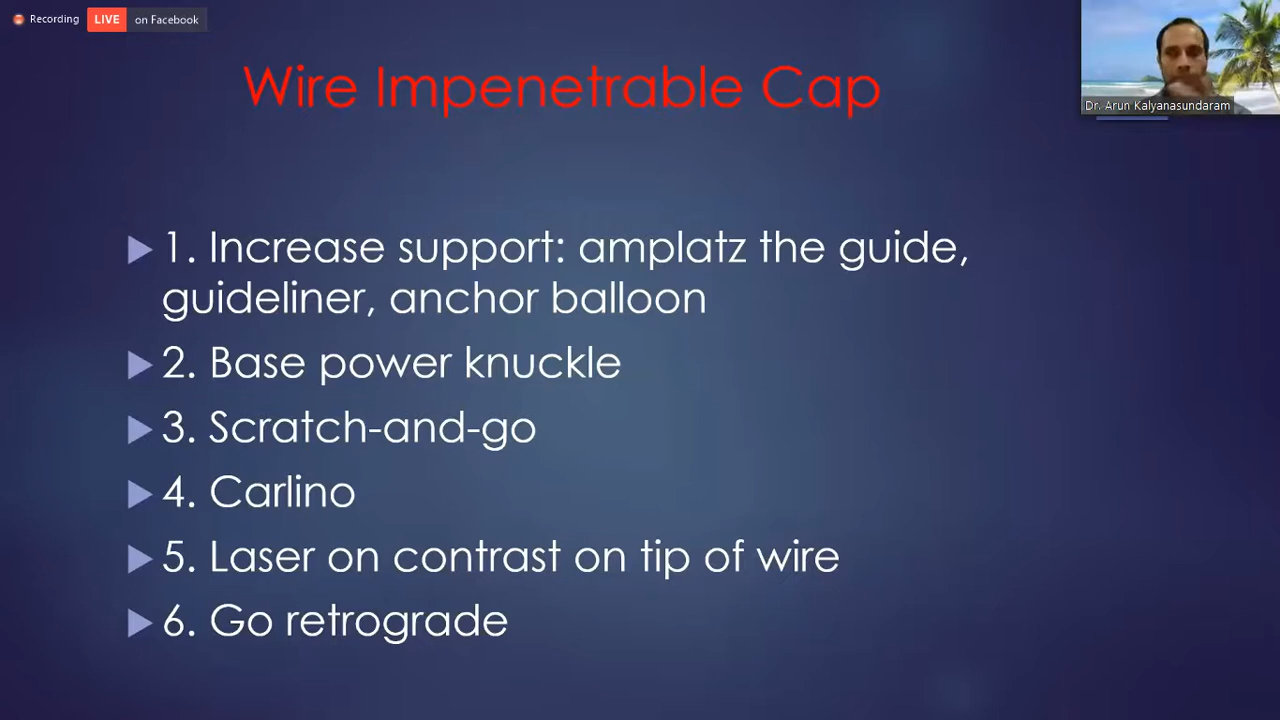 Recording LIVE on Facebook
Wire Impenetrable Cap
Dr. Arun Kalyanasundaram
1. Increase support: amplatz the guide,
guideliner, anchor balloon
2. Base power knuckle
3. Scratch-and-go
4. Carlino
5. Laser on contrast on tip of wire
6. Go retrograde